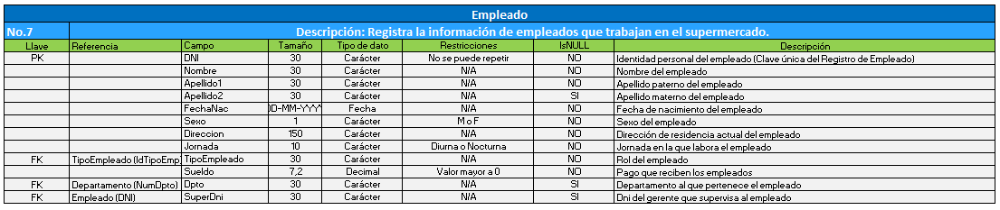 Empleado
No.7 Descripción: Registra la información de empleados que trabajan en el supermercado.
Llave Referencia Campo Tamaño Tipo de dato Restricciones IsNULL Descripción
PK DNI 30 Carácter No se puede repetir NO Identidad personal del empleado (Clave única del Registro de Empleado)
Nombre 30 Carácter N/A NO Nombre del empleado
Apellido1 30 Carácter N/A NO Apellido paterno del empleado
Apellido2 30 Carácter N/A SI Apellido materno del empleado
FechaNac DD-MM-YYYY Fecha N/A NO Fecha de nacimiento del empleado
Sexo 1 Carácter M o F NO Sexo del empleado
Direccion 150 Carácter N/A NO Dirección de residencia actual del empleado
Jornada 10 Carácter Diurna o Nocturna NO Jornada en la que labora el empleado
FK TipoEmpleado (IdTipoEmp) TipoEmpleado 30 Carácter N/A NO Rol del empleado
Sueldo 7,2 Decimal Valor mayor a 0 NO Pago que reciben los empleados
FK Departamento (NumDpto) Dpto 30 Carácter N/A SI Departamento al que pertenece el empleado
FK Empleado (DNI) SuperDni 30 Carácter N/A SI Dni del gerente que supervisa al empleado